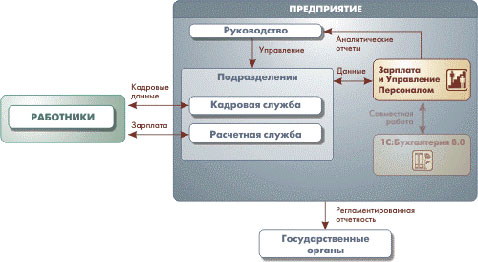 ПРЕДПРИЯТИЕ
Руководство
Аналитические
отчеты
Управление
Подразделения
Данные
Зарплата
и Управление
Персоналом
Кадровые
данные
Кадровая служба
РАБОТНИКИ
Зарплата
Расчетная служба
Совместная
работа
1С:Бухгалтерия 8.0
Регламентированная
отчетность
Государственные
органы